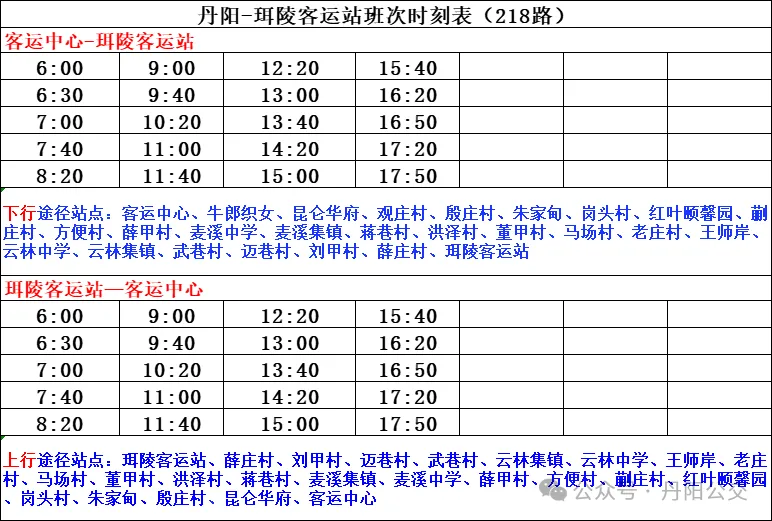 丹阳-珥陵客运站班次时刻表（218路）
客运中心-珥陵客运站
6:00 9:00 12:20 15:40
6:30 9:40 13:00 16:20
7:00 10:20 13:40 16:50
7:40 11:00 14:20 17:20
8:20 11:40 15:00 17:50
下行途径站点：客运中心、牛郎织女、昆仑华府、观庄村、殷庄村、朱家甸、岗头村、红叶颐馨园、蒯
庄村、方便村、薛甲村、麦溪中学、麦溪集镇、蒋巷村、洪泽村、董甲村、马场村、老庄村、王师岸、
云林中学、云林集镇、武巷村、迈巷村、刘甲村、薛庄村、珥陵客运站
珥陵客运站—客运中心
6:00 9:00 12:20 15:40
6:30 9:40 13:00 16:20
7:00 10:20 13:40 16:50
7:40 11:00 14:20 17:20
8:20 11:40 15:00 17:50
上行途径站点：珥陵客运站、薛庄村、刘甲村、迈巷村、武巷村、云林集镇、云林中学、王师岸、老庄
村、马场村、董甲村、洪泽村、蒋巷村、麦溪集镇、麦溪中学、薛甲村、方便村、蒯庄村、红叶颐馨园
、岗头村、朱家甸、殷庄村、昆仑华府、客运中心
公众号 · 丹阳公交